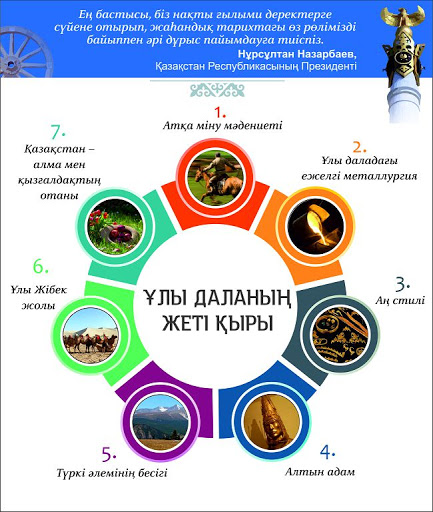 Ең бастысы, біз нақты ғылыми деректерге
сүйене отырып, жаһандық тарихтағы өз рөлімізді
байыппен әрі дұрыс пайымдауға тиіспіз.
Нұрсұлтан Назарбаев,
Қазақстан Республикасының Президенті
1.
Атқа міну мәдениеті
2.
Ұлы даладағы
ежелгі металлургия
3.
Аң стилі
4.
Алтын адам
5.
Түркі әлемінің бесігі
6.
Ұлы Жібек
жолы
7.
Қазақстан –
алма мен
қызғалдақтың
отаны
ҰЛЫ ДАЛАНЫҢ
ЖЕТІ ҚЫРЫ